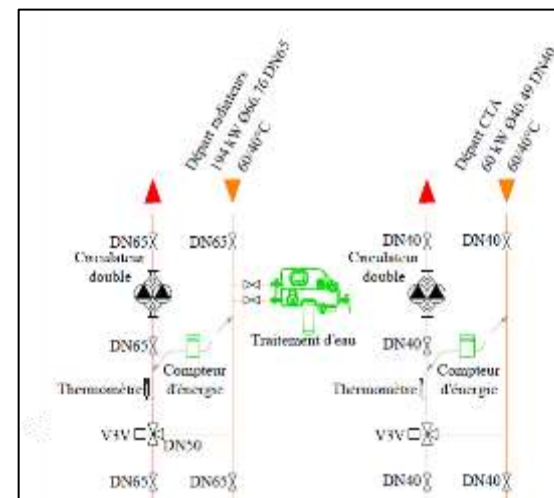 Départ radiateurs
194 kW Ø66.76 DN65
60/40°C
Départ CTA
60 kW Ø40.49 DN40
60/40°C
DN65
DN65
DN40
DN40
Circulateur
double
Circulateur
double
DN65
Traitement d'eau
DN40
Thermomètre
Compteur
d'énergie
Thermomètre
Compteur
d'énergie
V3V
DN50
V3V
DN65
DN65
DN40
DN40